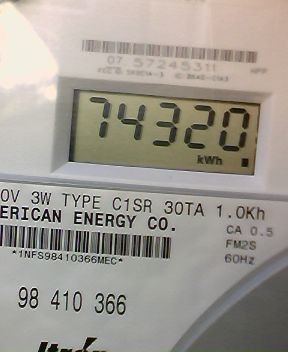 07 57245311
74320
kWh
0V 3W TYPE C1SR 30TA 1.0Kh
ERICAN ENERGY CO.
CA 0.5
FM2S
*1NFS98410366MEC*
60Hz
98 410 366
Itrón